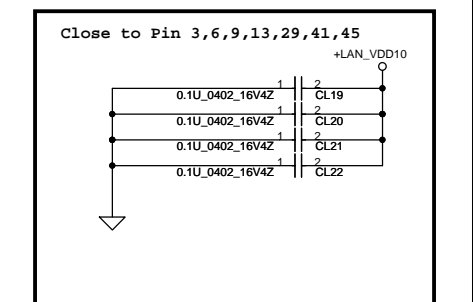 Close to Pin 3,6,9,13,29,41,45
+LAN_VDD10
1 2
0.1U_0402_16V4Z CL19
1 2
0.1U_0402_16V4Z CL20
1 2
0.1U_0402_16V4Z CL21
1 2
0.1U_0402_16V4Z CL22